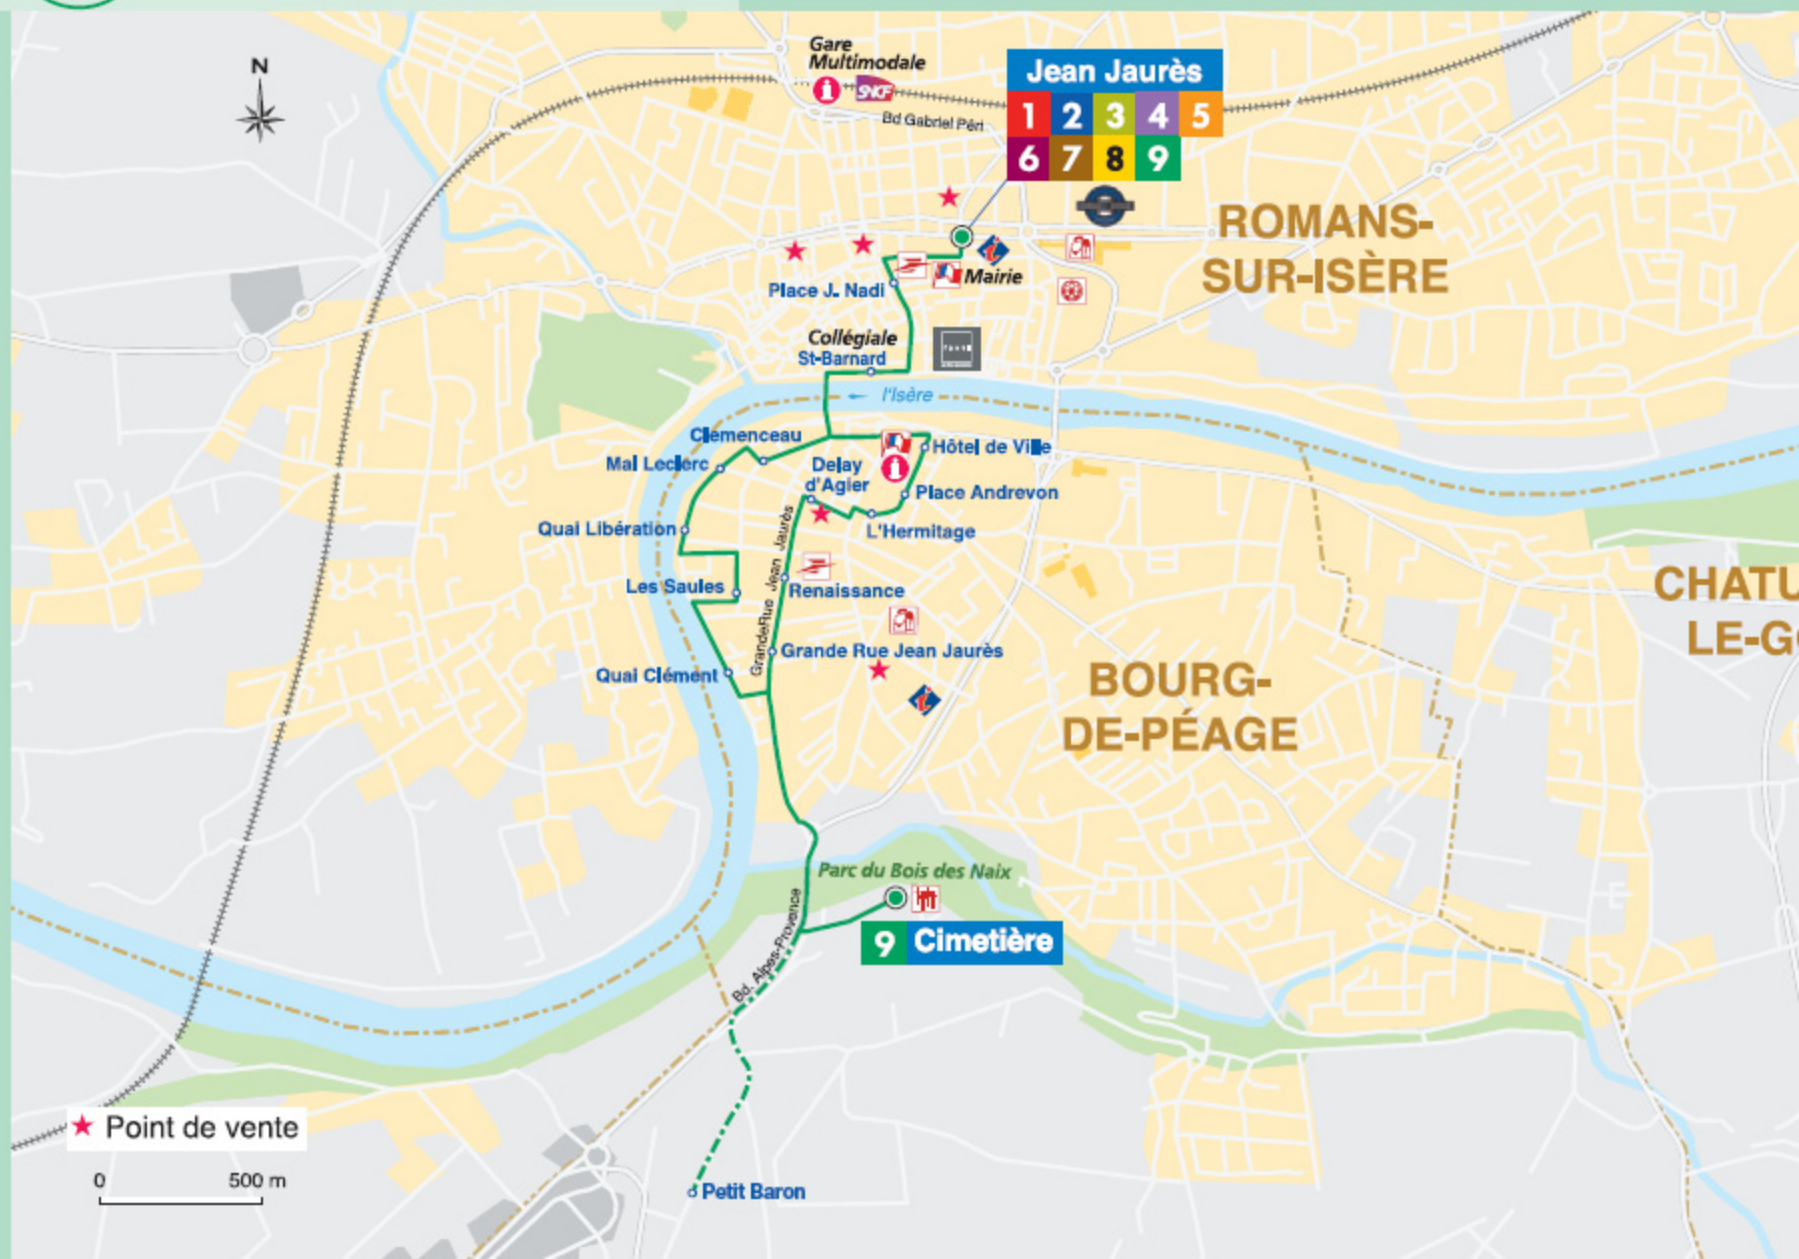 Gare
Multimodale
SNCF
Bd Gabriel Péri
N
Jean Jaurès
1 2 3 4 5
6 7 8 9
ROMANS-
SUR-ISÈRE
Mairie
Place J. Nadi
Collégiale
St-Barnard
l'Isère
Clemenceau
Mal Leclerc
Hôtel de Ville
Delay
d'Agier
Place Andrevon
L'Hermitage
Quai Libération
GrandeRue Jean Jaurès
Les Saules
Renaissance
CHATU
LE-GO
Grande Rue Jean Jaurès
Quai Clément
BOURG-
DE-PÉAGE
Parc du Bois des Naix
9 Cimetière
Bd. Alpes-Provence
Point de vente
0 500 m
Petit Baron